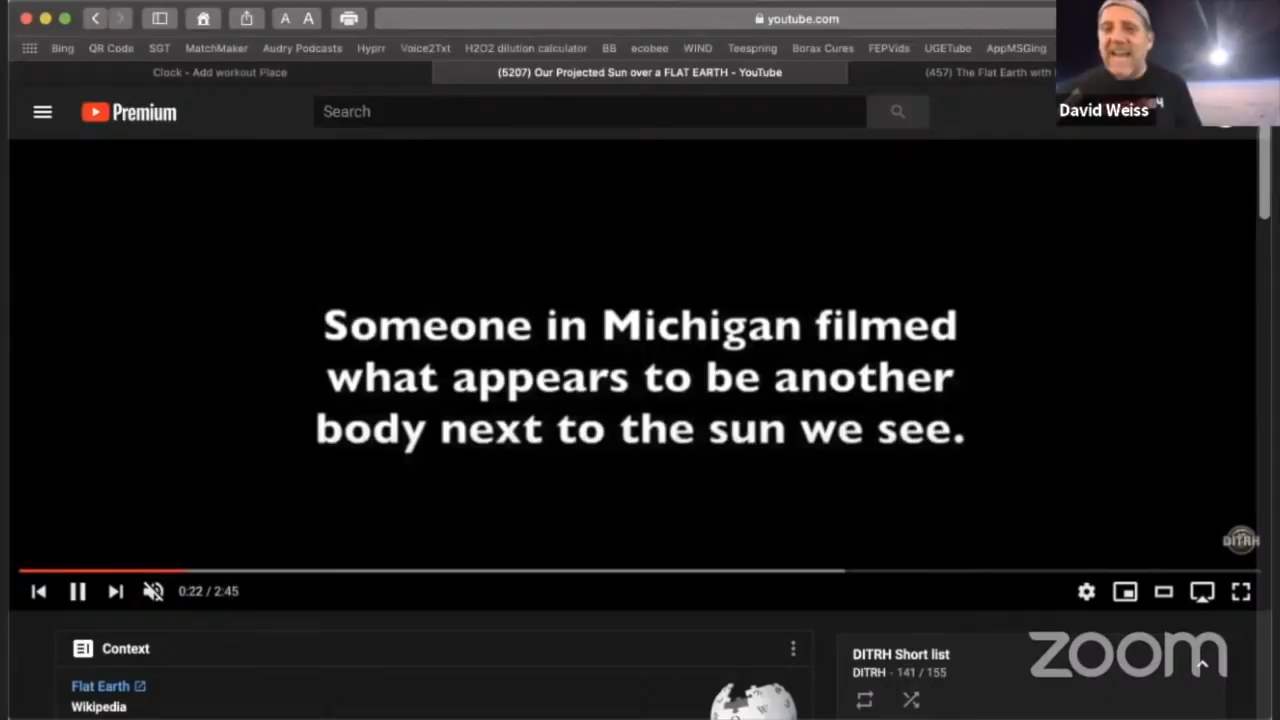 A A
youtube.com
Bing QR Code SGT MatchMaker Audry Podcasts Hyprr Voice2Txt H2O2 dilution calculator BB ecobee WIND Teespring Borax Cures FEPVids UGETube AppMSGing
Clock - Add workout Place
(5207) Our Projected Sun over a FLAT EARTH - YouTube
(457) The Flat Earth with
David Weiss
Premium
Search
Someone in Michigan filmed
what appears to be another
body next to the sun we see.
DITRH
0:22 / 2:45
Context
Flat Earth
Wikipedia
DITRH Short list
DITRH · 141 / 155
zoom